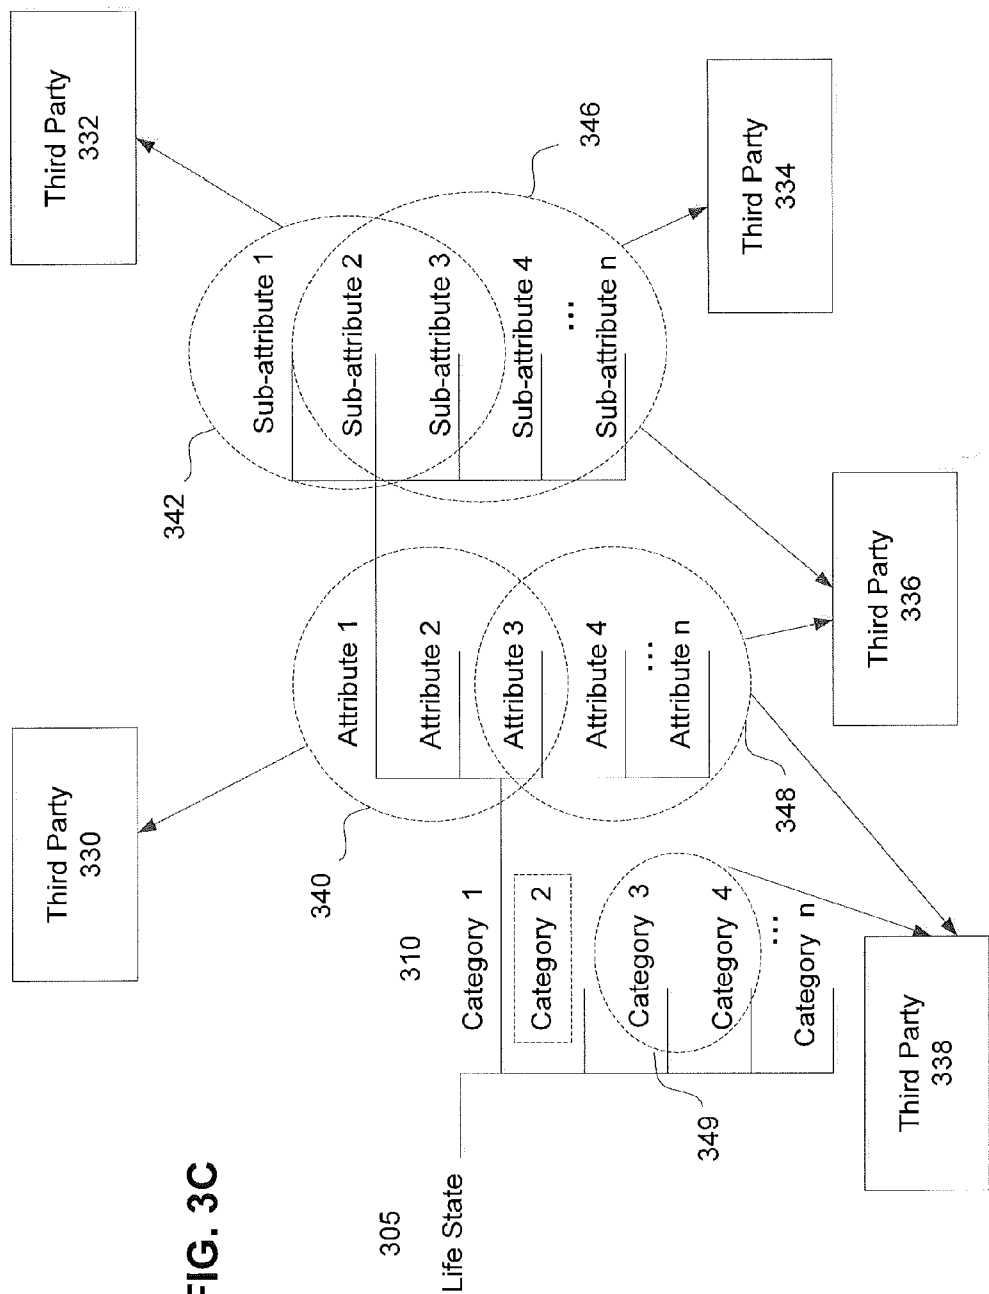 Third Party
330
Third Party
332
FIG. 3C
342
340
305
Life State
310
Category 1
Category 2
Category 3
Category 4
...
Category n
Attribute 1
Attribute 2
Attribute 3
Attribute 4
...
Attribute n
Sub-attribute 1
Sub-attribute 2
Sub-attribute 3
Sub-attribute 4
...
Sub-attribute n
346
349
348
Third Party
338
Third Party
336
Third Party
334